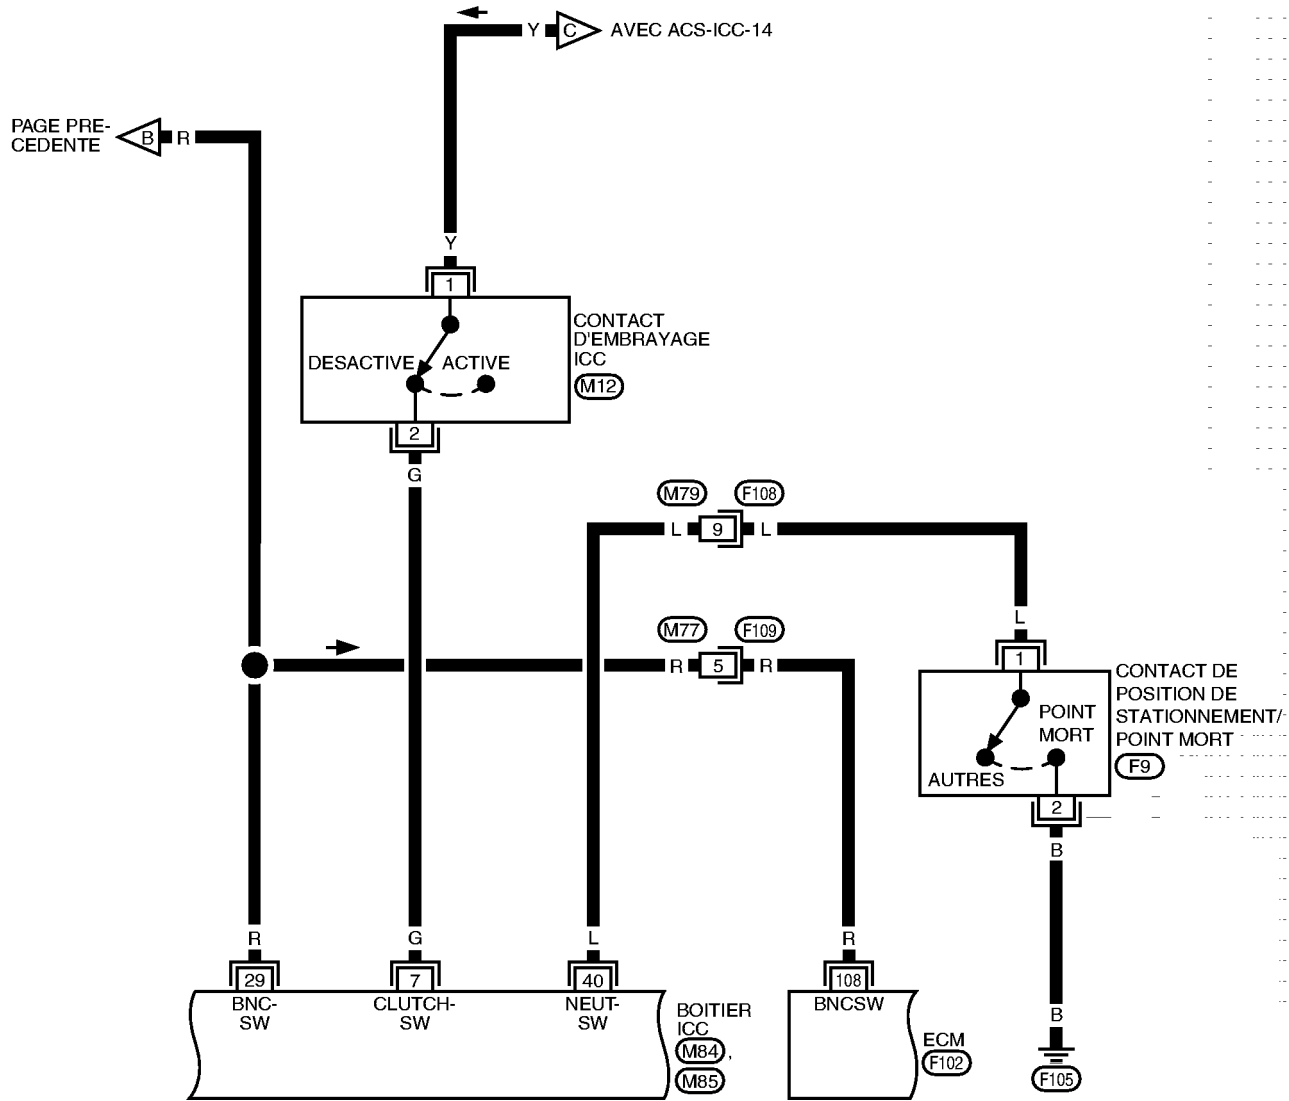 Y C AVEC ACS-ICC-14
PAGE PRE-
CEDENTE
B R
Y
1
CONTACT
D'EMBRAYAGE
ICC
M12
DESACTIVE ACTIVE
2
G
M79 F108
L 9 L
M77 F109
R 5 R
L
1
CONTACT DE
POSITION DE
STATIONNEMENT/
POINT MORT
F9
POINT
MORT
AUTRES
2
B
R G L R
29 7 40 108
BNC-
SW
CLUTCH-
SW
NEUT-
SW
BOITIER
ICC
M84 ,
M85
BNCSW
ECM
F102
B
F105